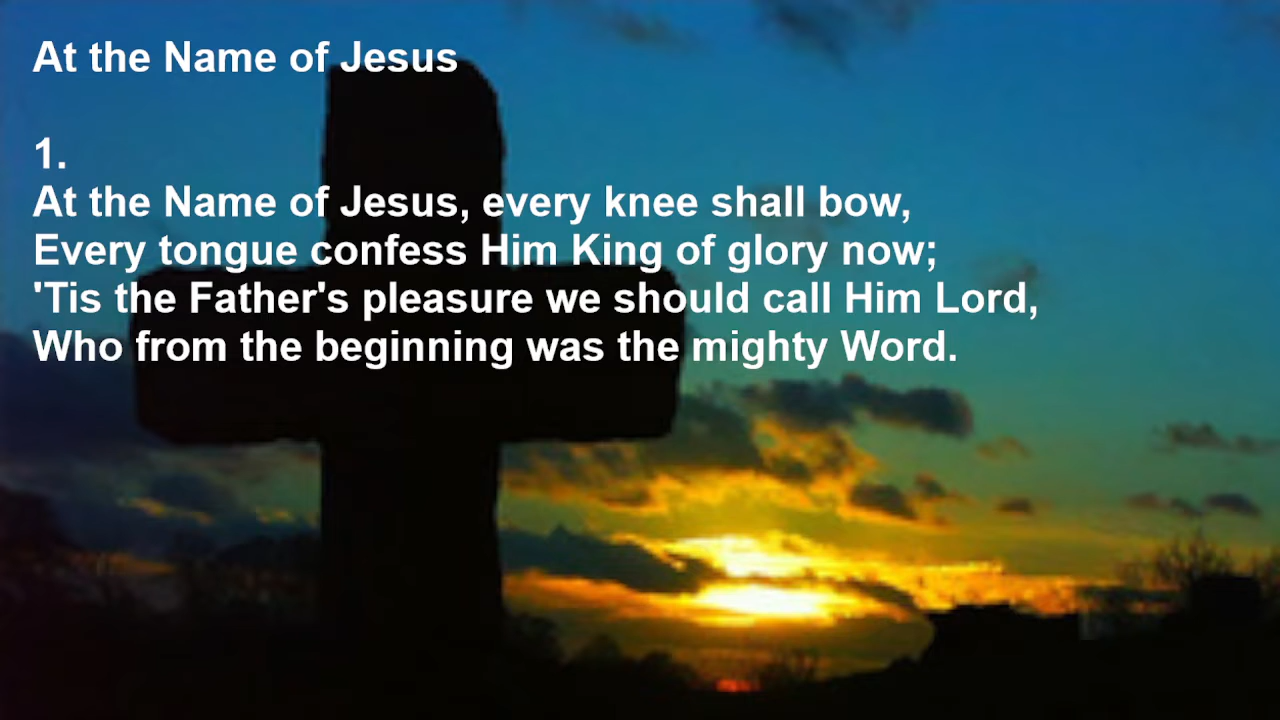 At the Name of Jesus
1.
At the Name of Jesus, every knee shall bow,
Every tongue confess Him King of glory now;
'Tis the Father's pleasure we should call Him Lord,
Who from the beginning was the mighty Word.